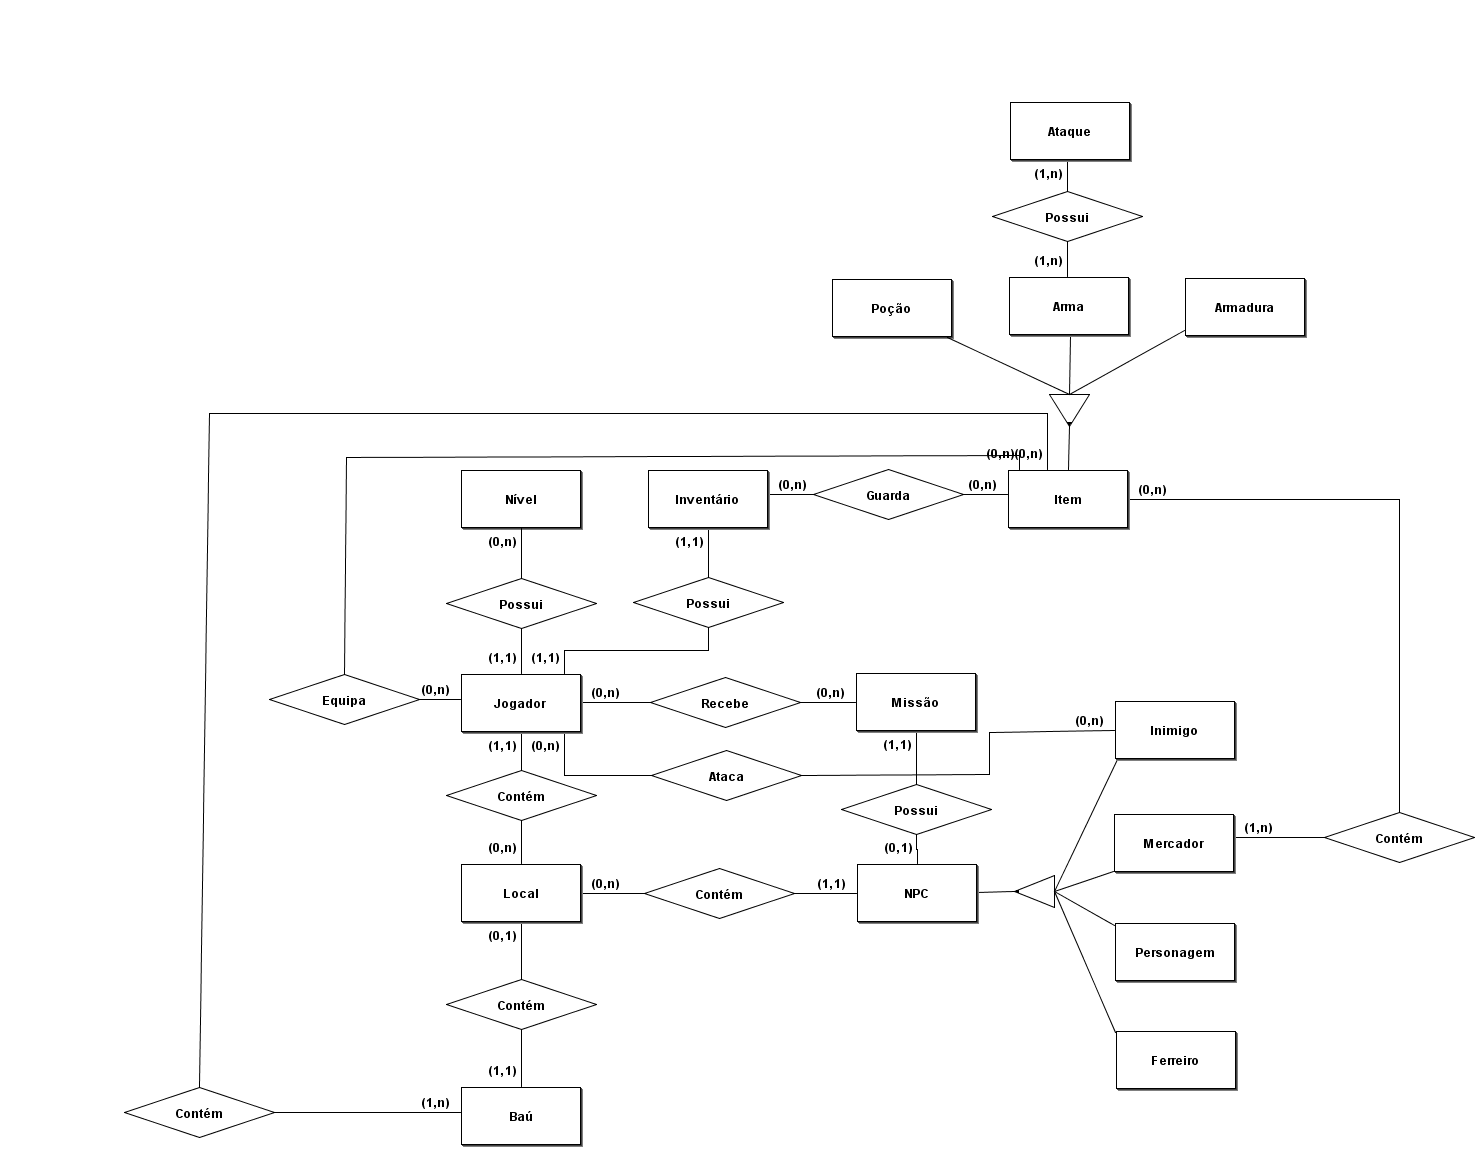 Ataque
(1,n)
Possui
(1,n)
Poção
Arma
Armadura
(0,n)(0,n)
Nível
Inventário
(0,n)
Guarda
(0,n)
Item
(0,n)
(0,n)
(1,1)
Possui
Possui
(1,1)
(1,1)
Equipa
(0,n)
Jogador
(0,n)
Recebe
(0,n)
Missão
(1,1)
(0,n)
(1,1)
(0,n)
Inimigo
Contém
Ataca
Possui
(0,n)
(0,1)
Mercador
(1,n)
Contém
Local
(0,n)
Contém
(1,1)
NPC
(0,1)
Personagem
Contém
(1,1)
Ferreiro
Contém
(1,n)
Baú